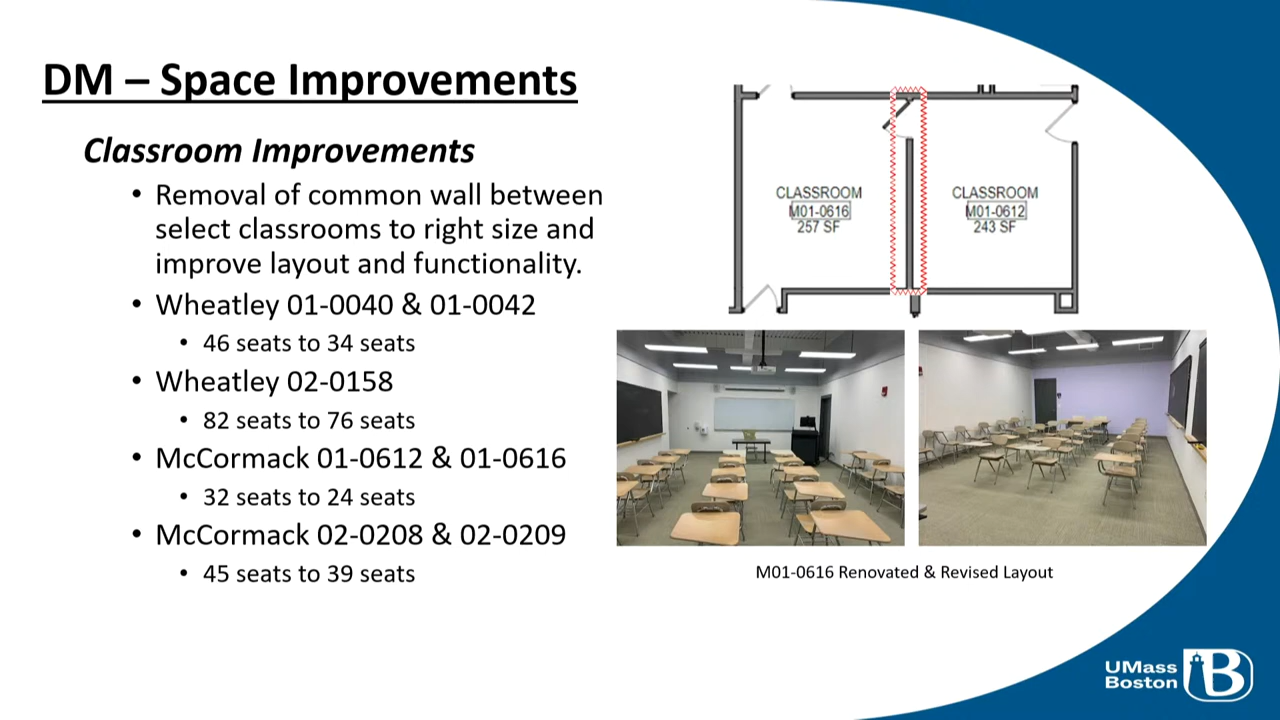 DM – Space Improvements
Classroom Improvements
• Removal of common wall between
select classrooms to right size and
improve layout and functionality.
• Wheatley 01-0040 & 01-0042
• 46 seats to 34 seats
• Wheatley 02-0158
• 82 seats to 76 seats
• McCormack 01-0612 & 01-0616
• 32 seats to 24 seats
• McCormack 02-0208 & 02-0209
• 45 seats to 39 seats
CLASSROOM
M01-0616
257 SF
CLASSROOM
M01-0612
243 SF
M01-0616 Renovated & Revised Layout
UMass
Boston
B